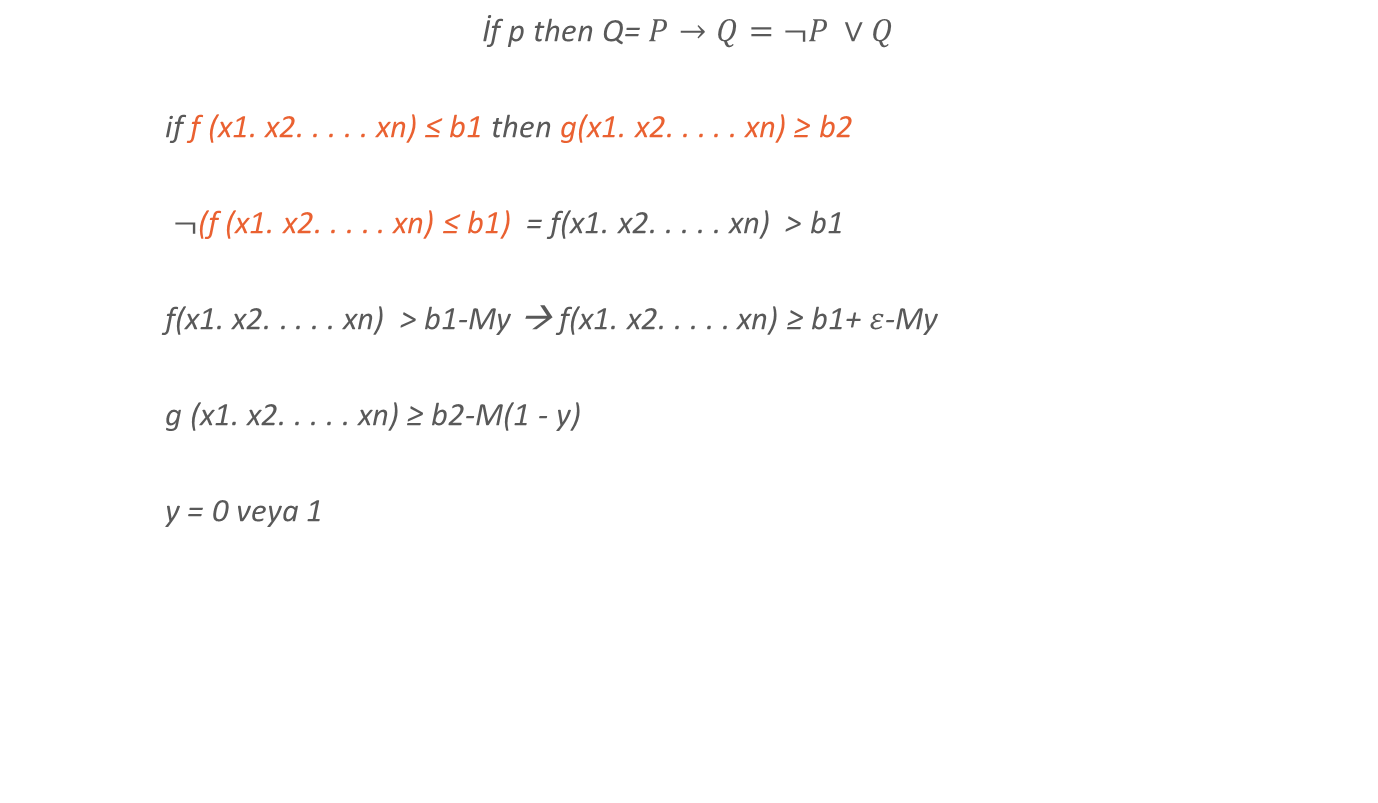 İf p then Q= P → Q = ¬P ∨ Q
if f (x1. x2. . . . . xn) ≤ b1 then g(x1. x2. . . . . xn) ≥ b2
¬(f (x1. x2. . . . . xn) ≤ b1) = f(x1. x2. . . . . xn) > b1
f(x1. x2. . . . . xn) > b1-My → f(x1. x2. . . . . xn) ≥ b1+ ε-My
g (x1. x2. . . . . xn) ≥ b2-M(1 - y)
y = 0 veya 1